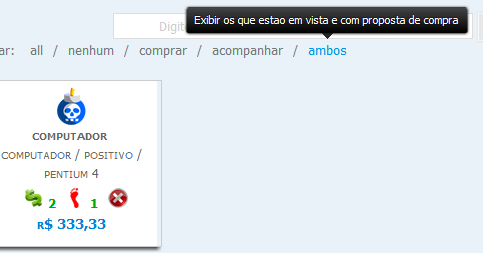 Exibir os que estao em vista e com proposta de compra
Digit
ar: all / nenhum / comprar / acompanhar / ambos
COMPUTADOR
COMPUTADOR / POSITIVO /
PENTIUM 4
2 1
R$ 333,33